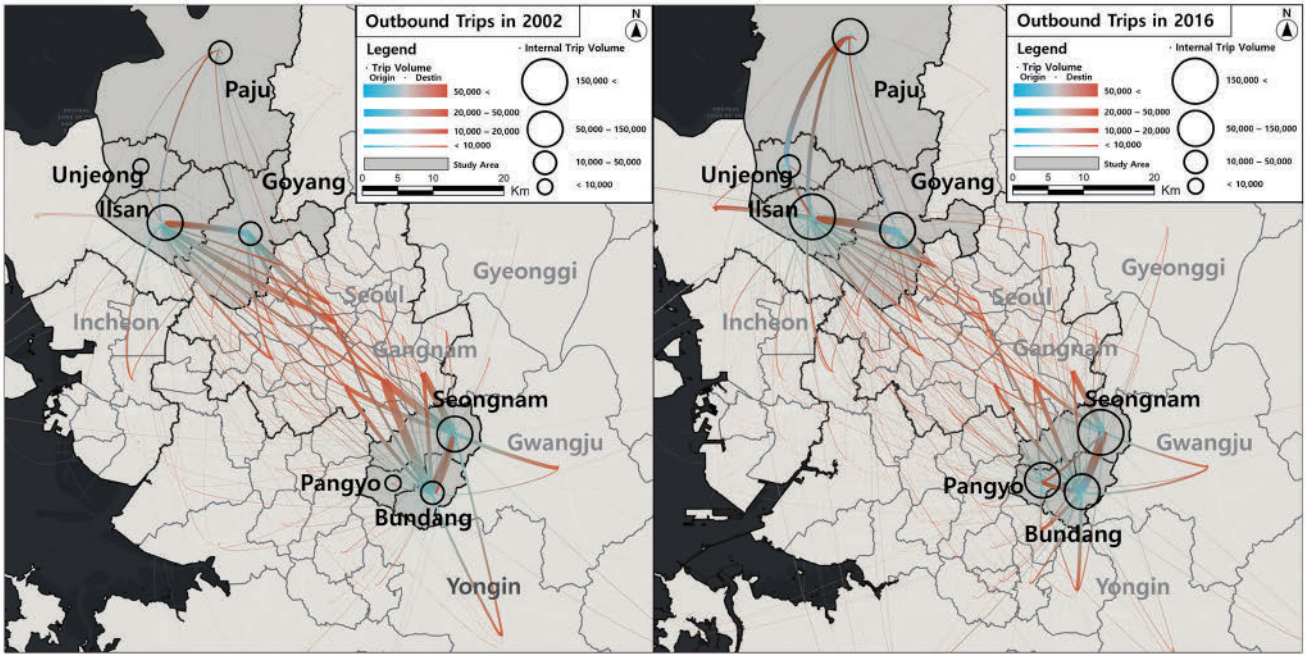 Outbound Trips in 2002
N
Legend
· Trip Volume
Origin · Destin
50,000 <
20,000 – 50,000
10,000 – 20,000
< 10,000
Study Area
0 10 20
Km
· Internal Trip Volume
150,000 <
50,000 – 150,000
10,000 – 50,000
< 10,000
Paju
Unjeong
Goyang
Ilsan
Gyeonggi
Seoul
Incheon
Gangnam
Seongnam
Gwangju
Pangyo
Bundang
Yongin
Outbound Trips in 2016
N
Legend
· Trip Volume
Origin · Destin
50,000 <
20,000 – 50,000
10,000 – 20,000
< 10,000
Study Area
0 10 20
Km
· Internal Trip Volume
150,000 <
50,000 – 150,000
10,000 – 50,000
< 10,000
Paju
Unjeong
Goyang
Ilsan
Gyeonggi
Seoul
Incheon
Gangnam
Seongnam
Gwangju
Pangyo
Bundang
Yongin